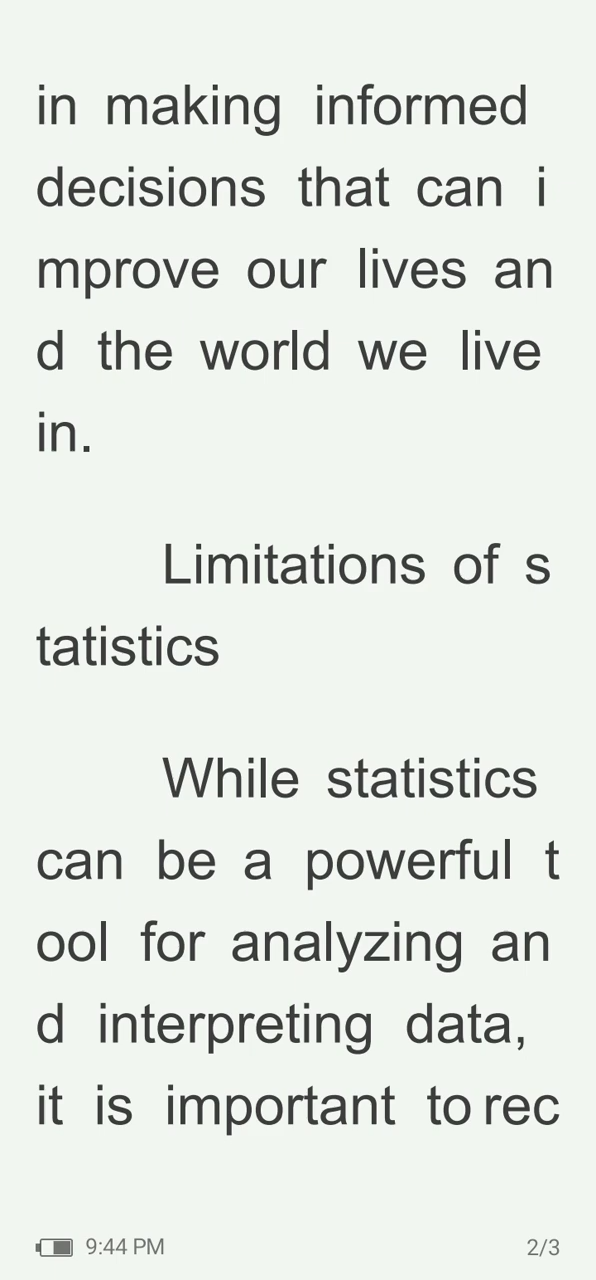 in making informed
decisions that can i
mprove our lives an
d the world we live
in.
Limitations of s
tatistics
While statistics
can be a powerful t
ool for analyzing an
d interpreting data,
it is important to rec
9:44 PM 2/3